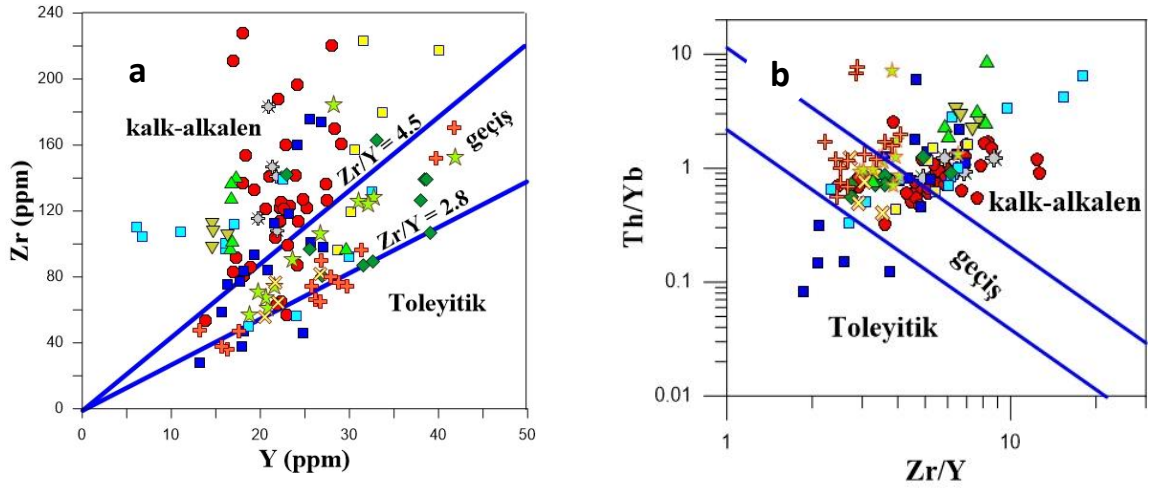 a
240
200
160
120
80
40
0
Zr (ppm)
kalk-alkalen
Zr/Y = 4.5
geçiş
Zr/Y = 2.8
Toleyitik
0
10
20
30
40
50
Y (ppm)
b
10
1
0.1
0.01
Th/Yb
kalk-alkalen
geçiş
Toleyitik
1
10
Zr/Y